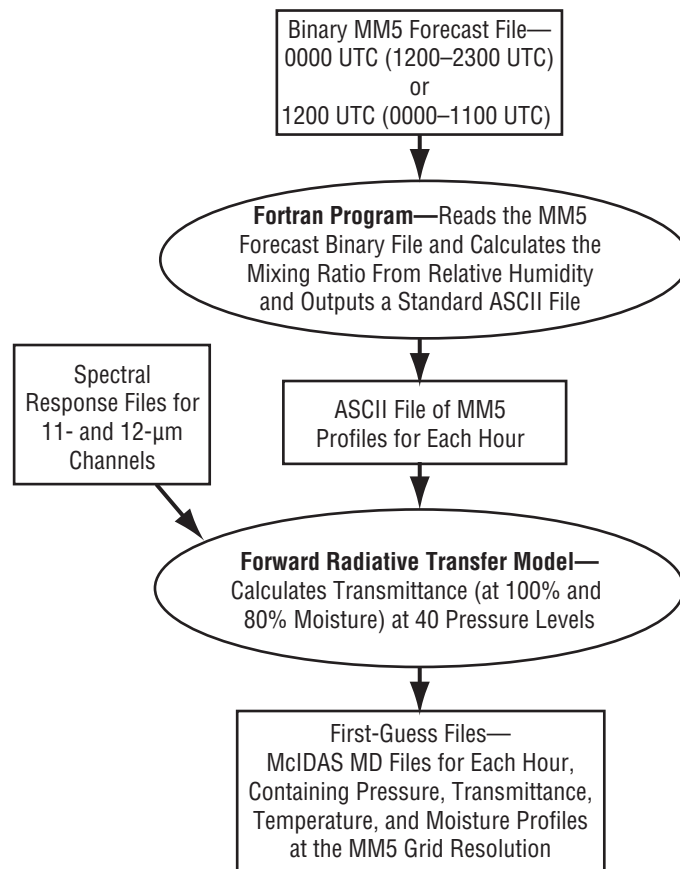 Binary MM5 Forecast File—
0000 UTC (1200–2300 UTC)
or
1200 UTC (0000–1100 UTC)
Fortran Program—Reads the MM5
Forecast Binary File and Calculates the
Mixing Ratio From Relative Humidity
and Outputs a Standard ASCII File
Spectral
Response Files for
11- and 12-µm
Channels
ASCII File of MM5
Profiles for Each Hour
Forward Radiative Transfer Model—
Calculates Transmittance (at 100% and
80% Moisture) at 40 Pressure Levels
First-Guess Files—
McIDAS MD Files for Each Hour,
Containing Pressure, Transmittance,
Temperature, and Moisture Profiles
at the MM5 Grid Resolution